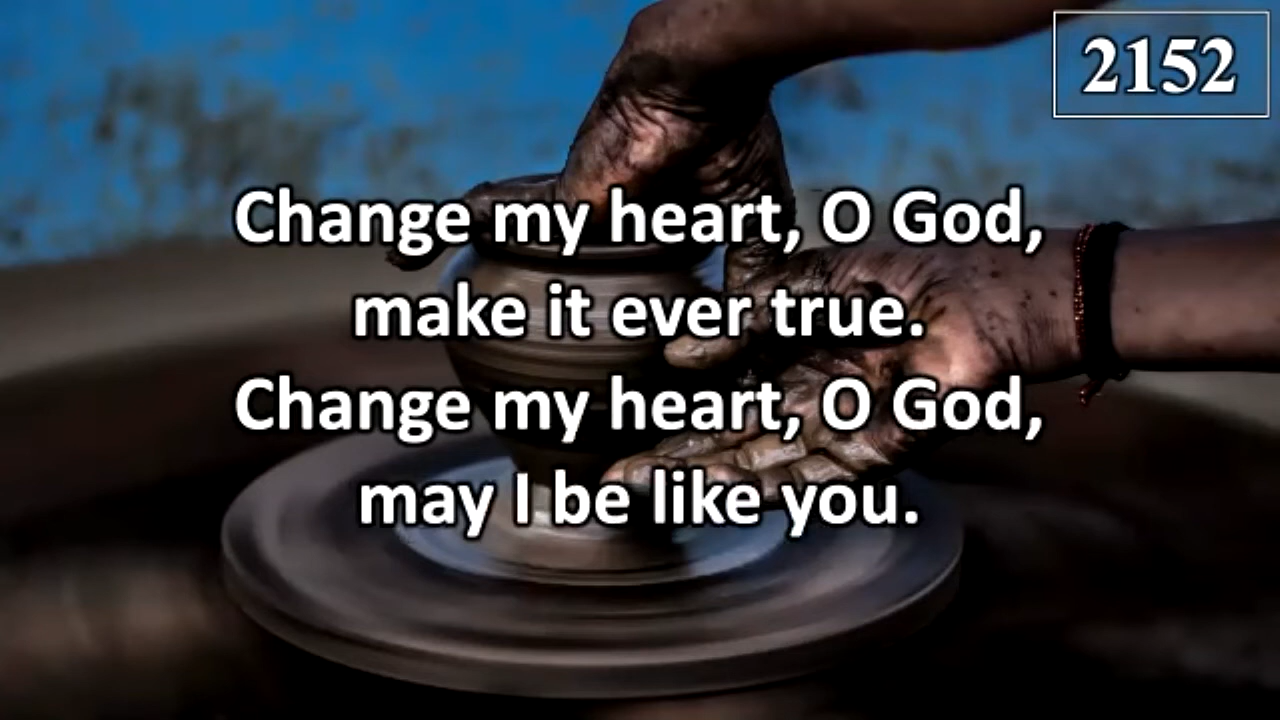 2152
Change my heart, O God,
make it ever true.
Change my heart, O God,
may I be like you.